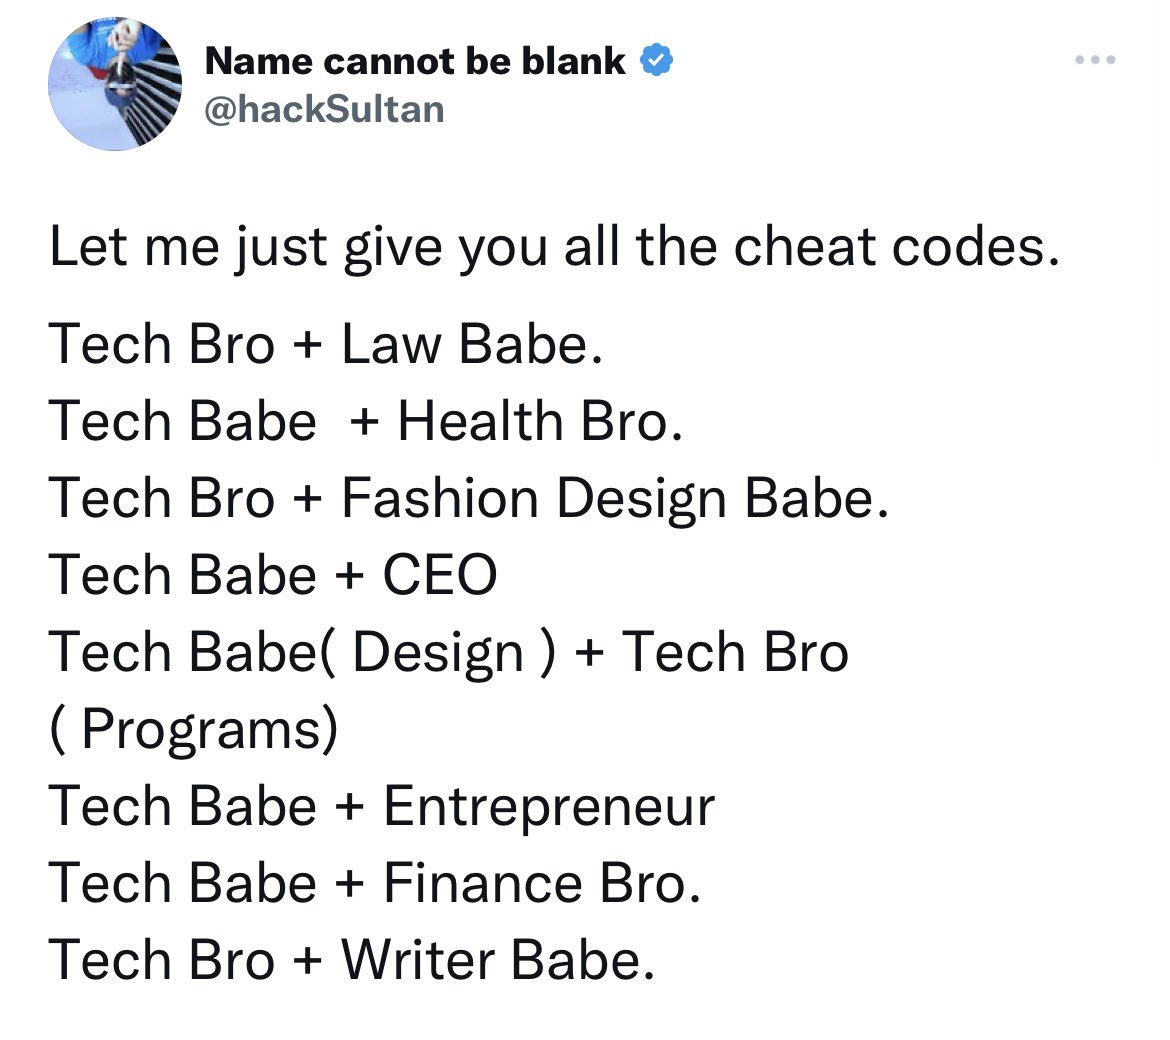 Name cannot be blank
@hackSultan
Let me just give you all the cheat codes.
Tech Bro + Law Babe.
Tech Babe  + Health Bro.
Tech Bro + Fashion Design Babe.
Tech Babe + CEO
Tech Babe( Design ) + Tech Bro
( Programs)
Tech Babe + Entrepreneur
Tech Babe + Finance Bro.
Tech Bro + Writer Babe.